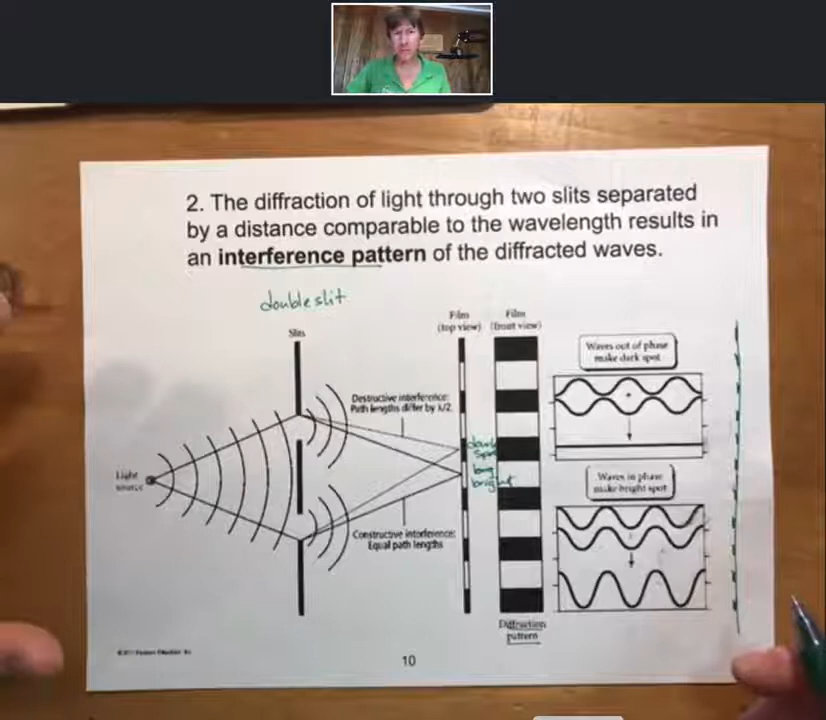 2. The diffraction of light through two slits separated
by a distance comparable to the wavelength results in
an interference pattern of the diffracted waves.
double slit
Slits
Film
(top view)
Film
(front view)
Waves out of phase
make dark spot
Destructive interference:
Path lengths differ by λ/2.
Light
source
bright
Waves in phase
make bright spot
Constructive interference:
Equal path lengths
Diffraction
pattern
10